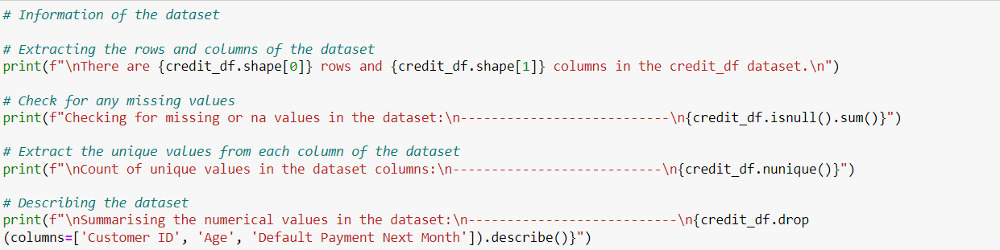 # Information of the dataset
# Extracting the rows and columns of the dataset
print(f"\nThere are {credit_df.shape[0]} rows and {credit_df.shape[1]} columns in the credit_df dataset.\n")
# Check for any missing values
print(f"Checking for missing or na values in the dataset:\n---------------------------\n{credit_df.isnull().sum()}")
# Extract the unique values from each column of the dataset
print(f"\nCount of unique values in the dataset columns:\n---------------------------\n{credit_df.nunique()}")
# Describing the dataset
print(f"\nSummarising the numerical values in the dataset:\n---------------------------\n{credit_df.drop
(columns=['Customer ID', 'Age', 'Default Payment Next Month']).describe()}")